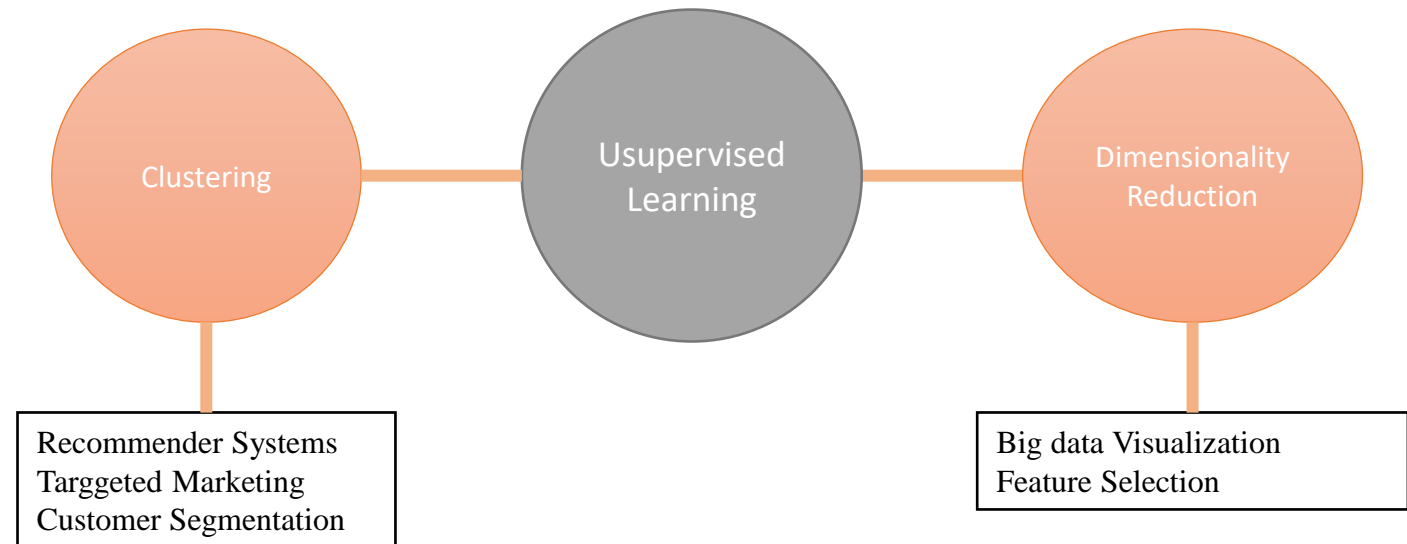 Clustering
Usupervised
Learning
Dimensionality
Reduction
Recommender Systems
Targgeted Marketing
Customer Segmentation
Big data Visualization
Feature Selection